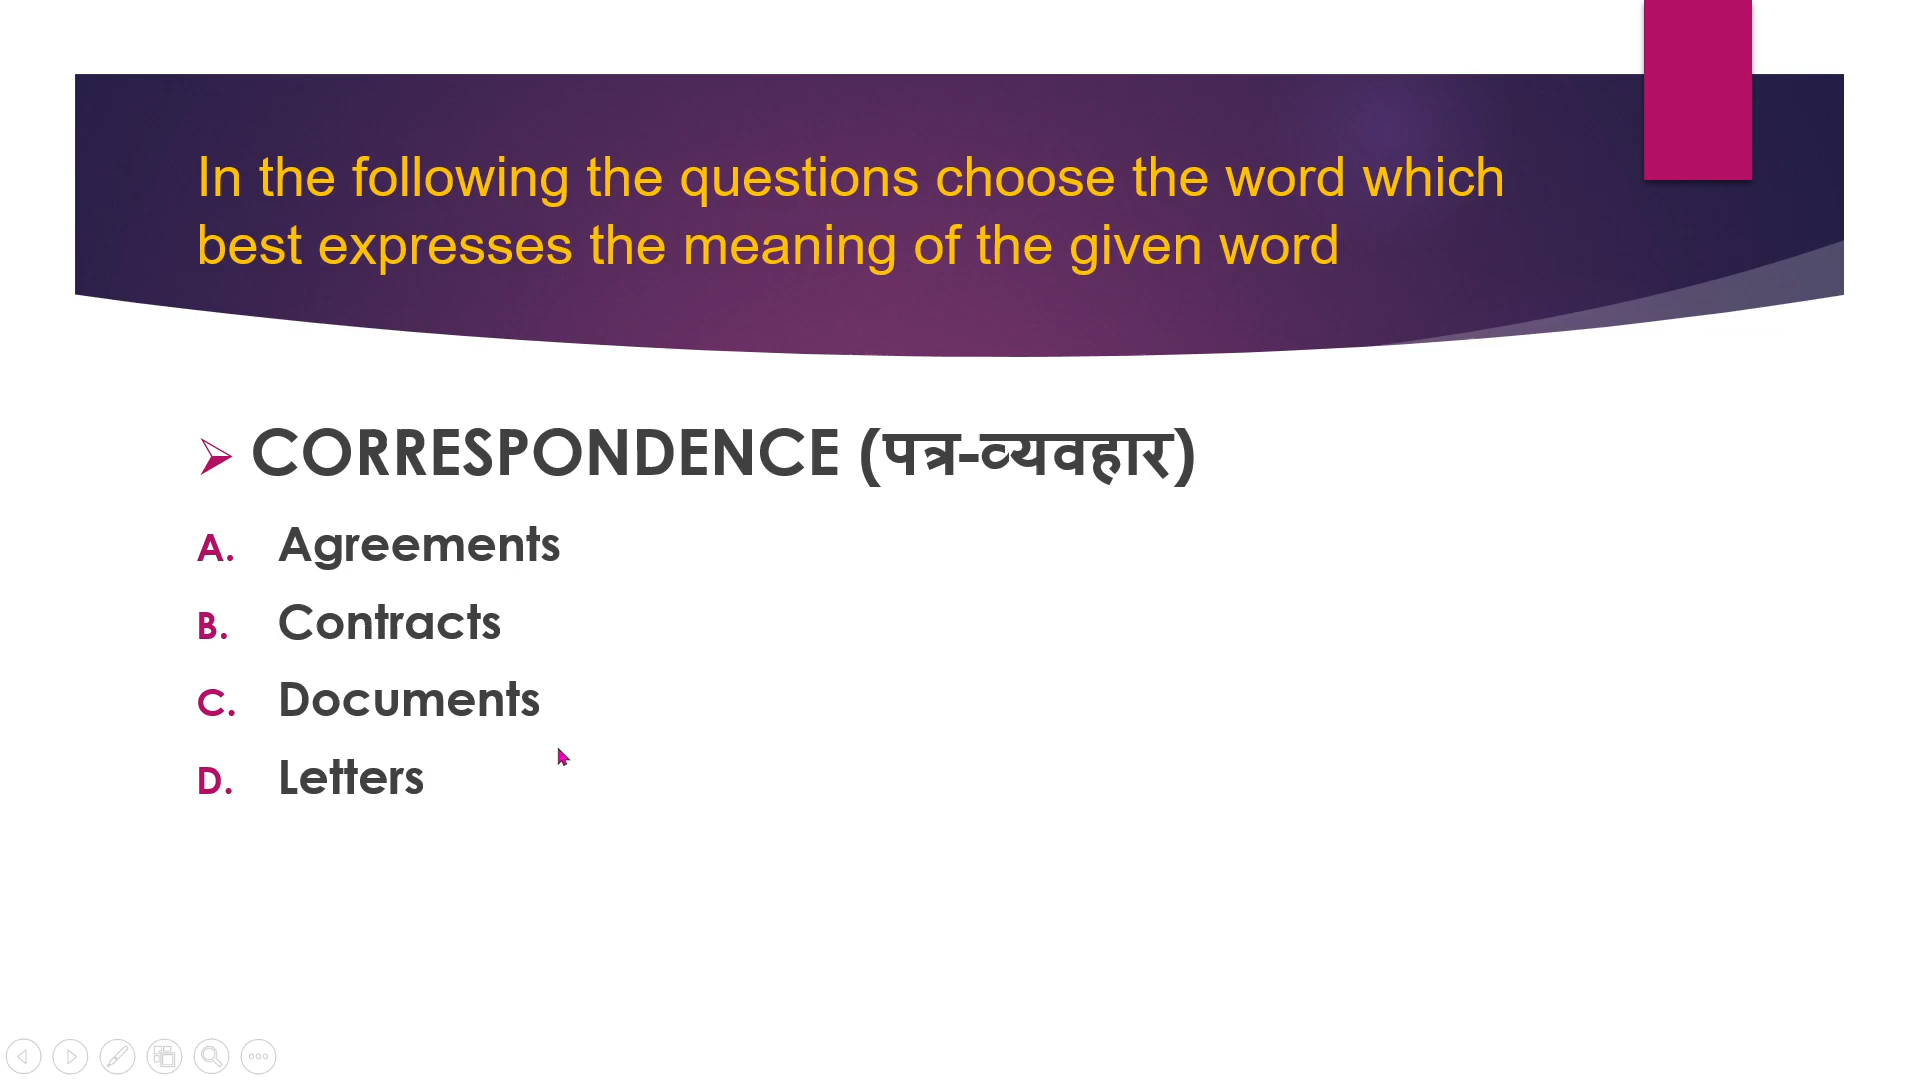 In the following the questions choose the word which
best expresses the meaning of the given word
CORRESPONDENCE (पत्र-व्यवहार)
A. Agreements
B. Contracts
C. Documents
D. Letters